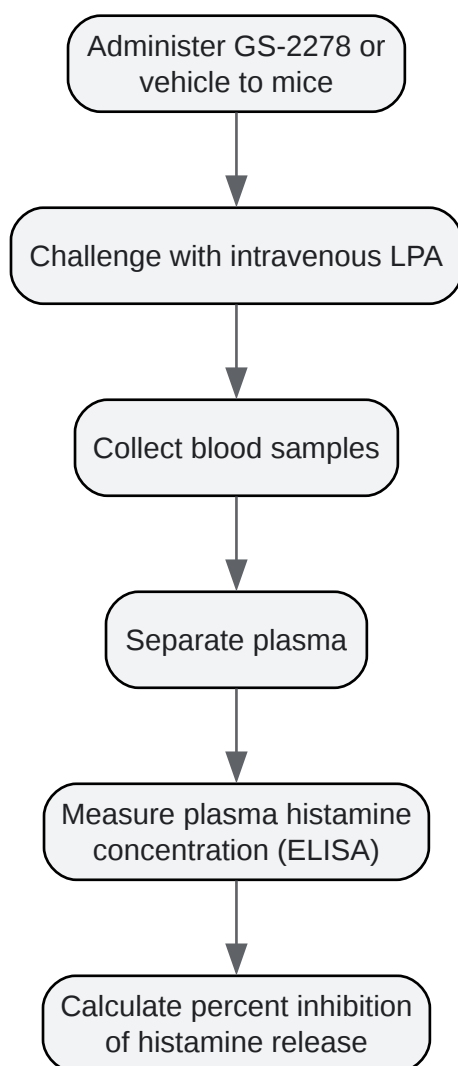 Administer GS-2278 or
vehicle to mice
Challenge with intravenous LPA
Collect blood samples
Separate plasma
Measure plasma histamine
concentration (ELISA)
Calculate percent inhibition
of histamine release